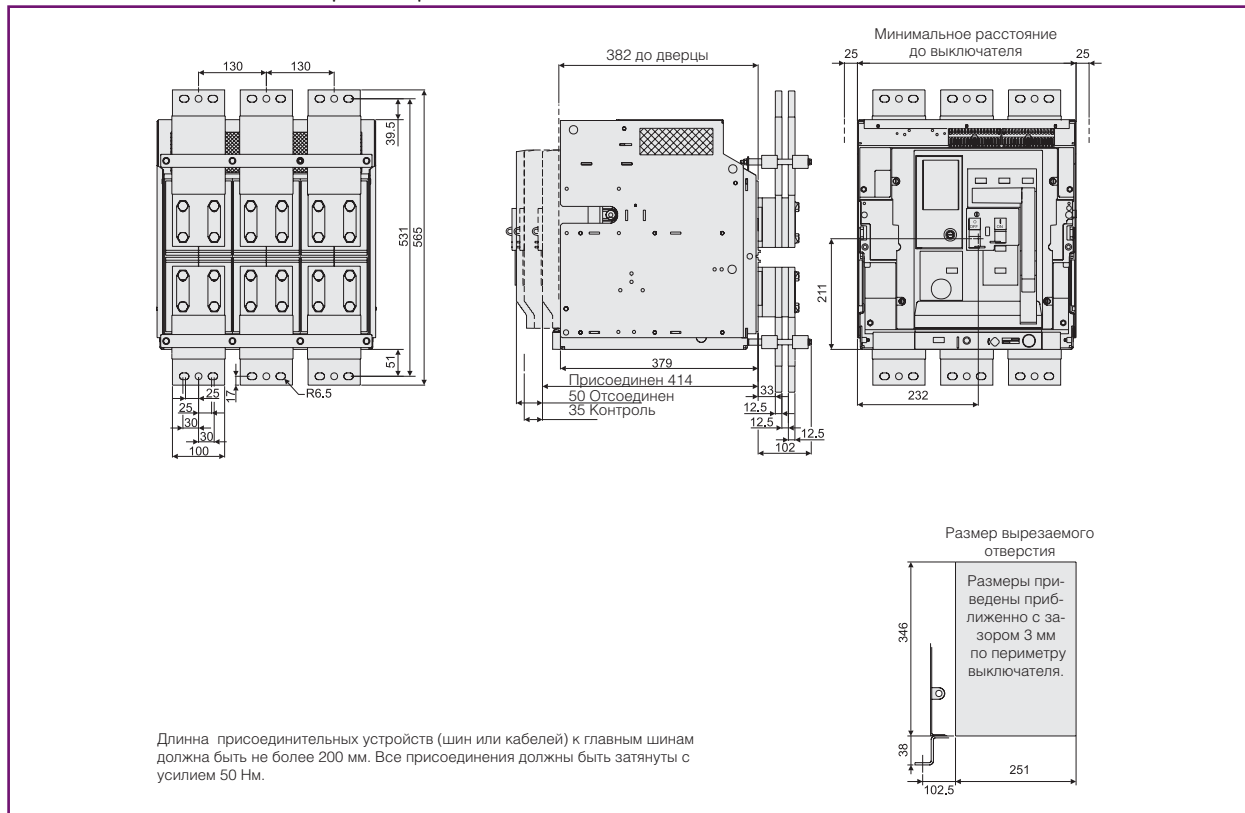 130
130
39.5
531
565
51
17
R6.5
25
25
30
30
100
382 до дверцы
379
Присоединен 414
50 Отсоединен
35 Контроль
33
12.5
12.5
12.5
102
Минимальное расстояние
до выключателя
25
25
OFF
ON
211
232
Размер вырезаемого
отверстия
Размеры при-
ведены приб-
лиженно с за-
зором 3 мм
по периметру
выключателя.
346
38
102.5
251
Длинна присоединительных устройств (шин или кабелей) к главным шинам
должна быть не более 200 мм. Все присоединения должны быть затянуты с
усилием 50 Нм.